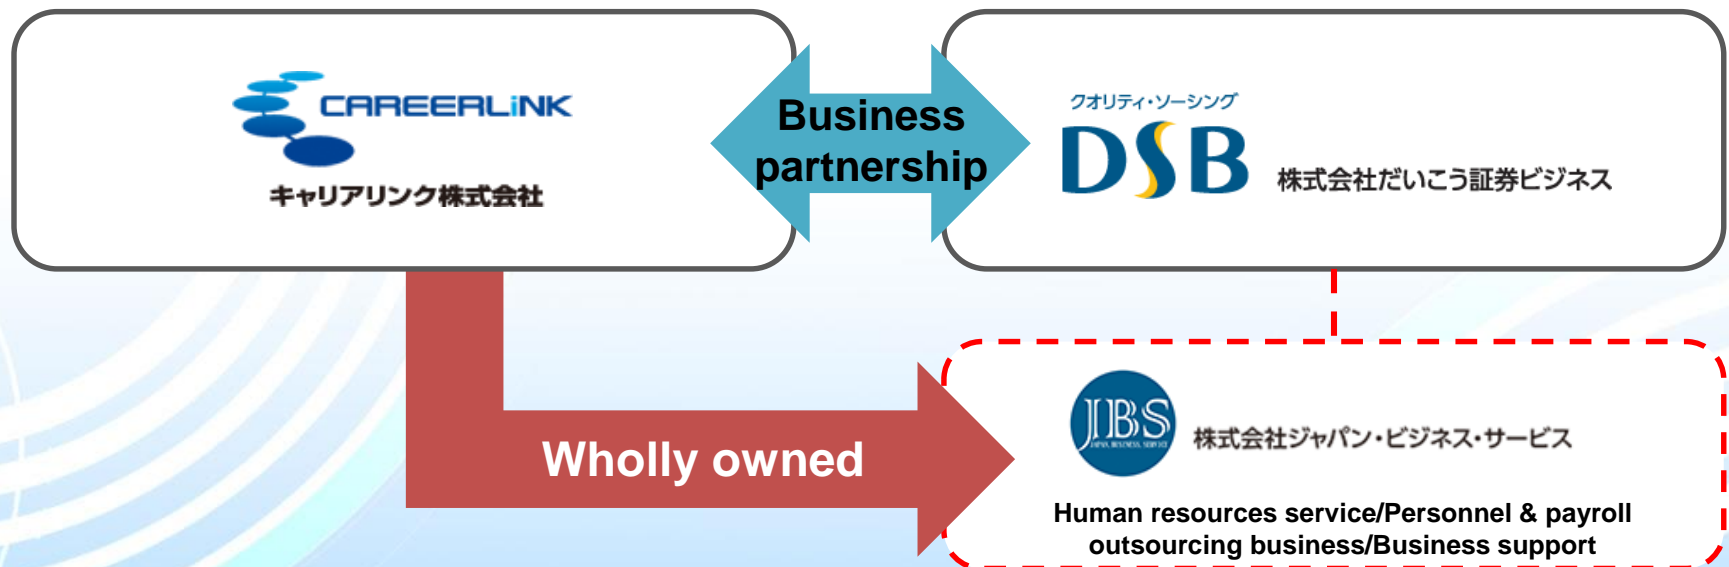 CAREERLiNK
キャリアリンク株式会社
Business
partnership
クオリティ・ソーシング
DSB
株式会社だいこう証券ビジネス
Wholly owned
JBS
JAPAN BUSINESS SERVICE
株式会社ジャパン・ビジネス・サービス
Human resources service/Personnel & payroll
outsourcing business/Business support